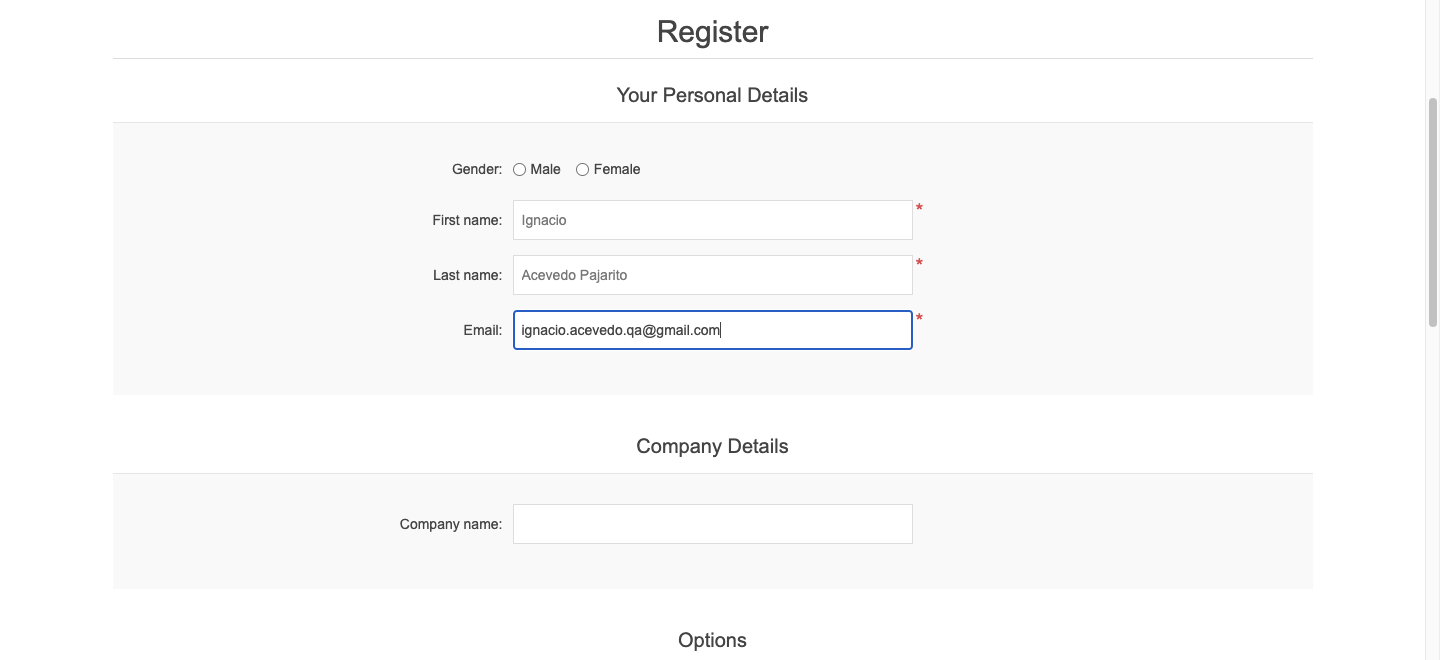 Register
Your Personal Details
Gender: Male Female
First name: Ignacio *
Last name: Acevedo Pajarito *
Email: ignacio.acevedo.qa@gmail.com *
Company Details
Company name:
Options